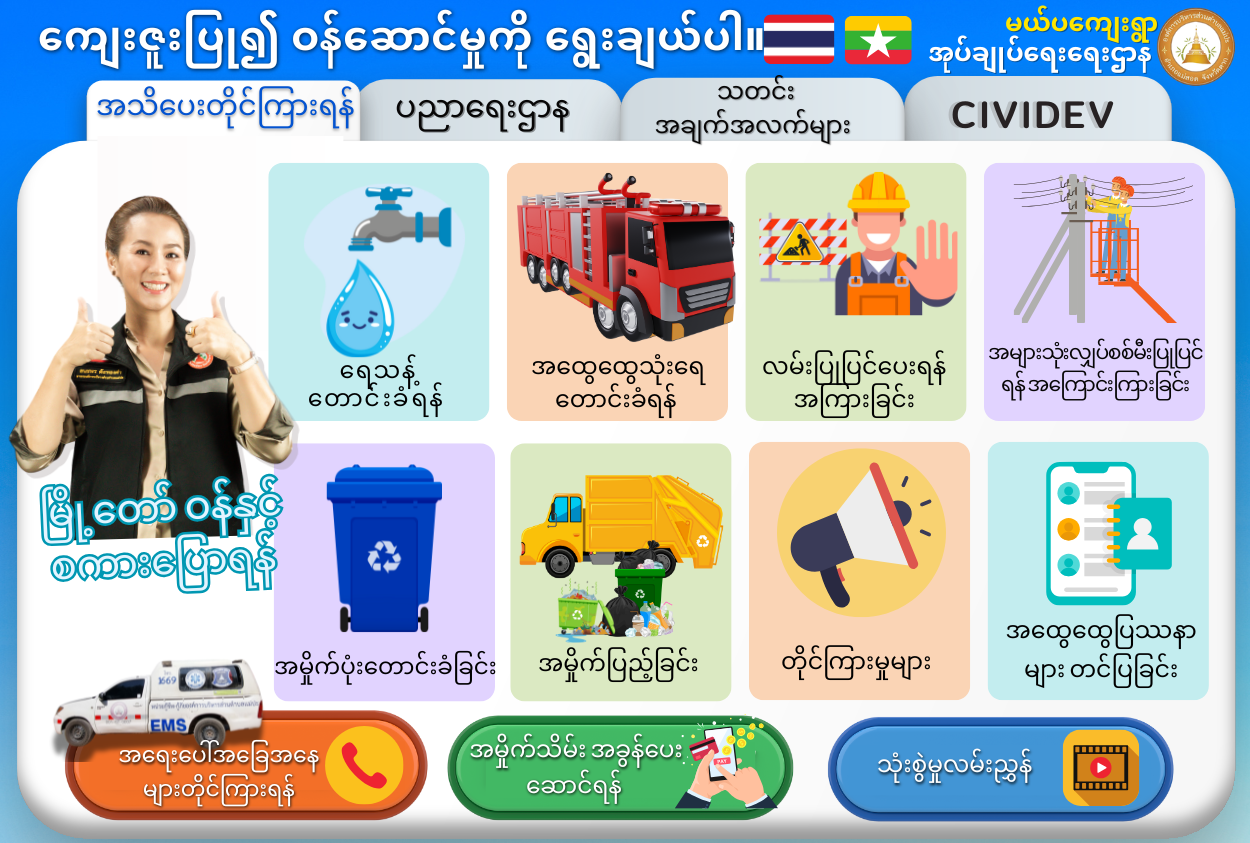 ကျေးဇူးပြု၍ ဝန်ဆောင်မှုကို ရွေးချယ်ပါ။
မယ်ပကျေးရွာ
အုပ်ချုပ်ရေးရေးဌာန
အသိပေးတိုင်ကြားရန်
ပညာရေးဌာန
သတင်း
အချက်အလက်များ
CIVIDEV
ရေသန့်
တောင်းခံရန်
အထွေထွေသုံးရေ
တောင်းခံရန်
လမ်းပြုပြင်ပေးရန်
အကြားခြင်း
အများသုံးလျှပ်စစ်မီးပြုပြင်
ရန်အကြောင်းကြားခြင်း
မြို့တော် ဝန်နှင့်
စကားပြောရန်
အမှိုက်ပုံးတောင်းခံခြင်း
အမှိုက်ပြည့်ခြင်း
တိုင်ကြားမှုများ
အထွေထွေပြဿနာ
များ တင်ပြခြင်း
1669
EMS
အရေးပေါ်အခြေအနေ
များတိုင်ကြားရန်
အမှိုက်သိမ်း အခွန်ပေး
ဆောင်ရန်
PAY
သုံးစွဲမှုလမ်းညွှန်